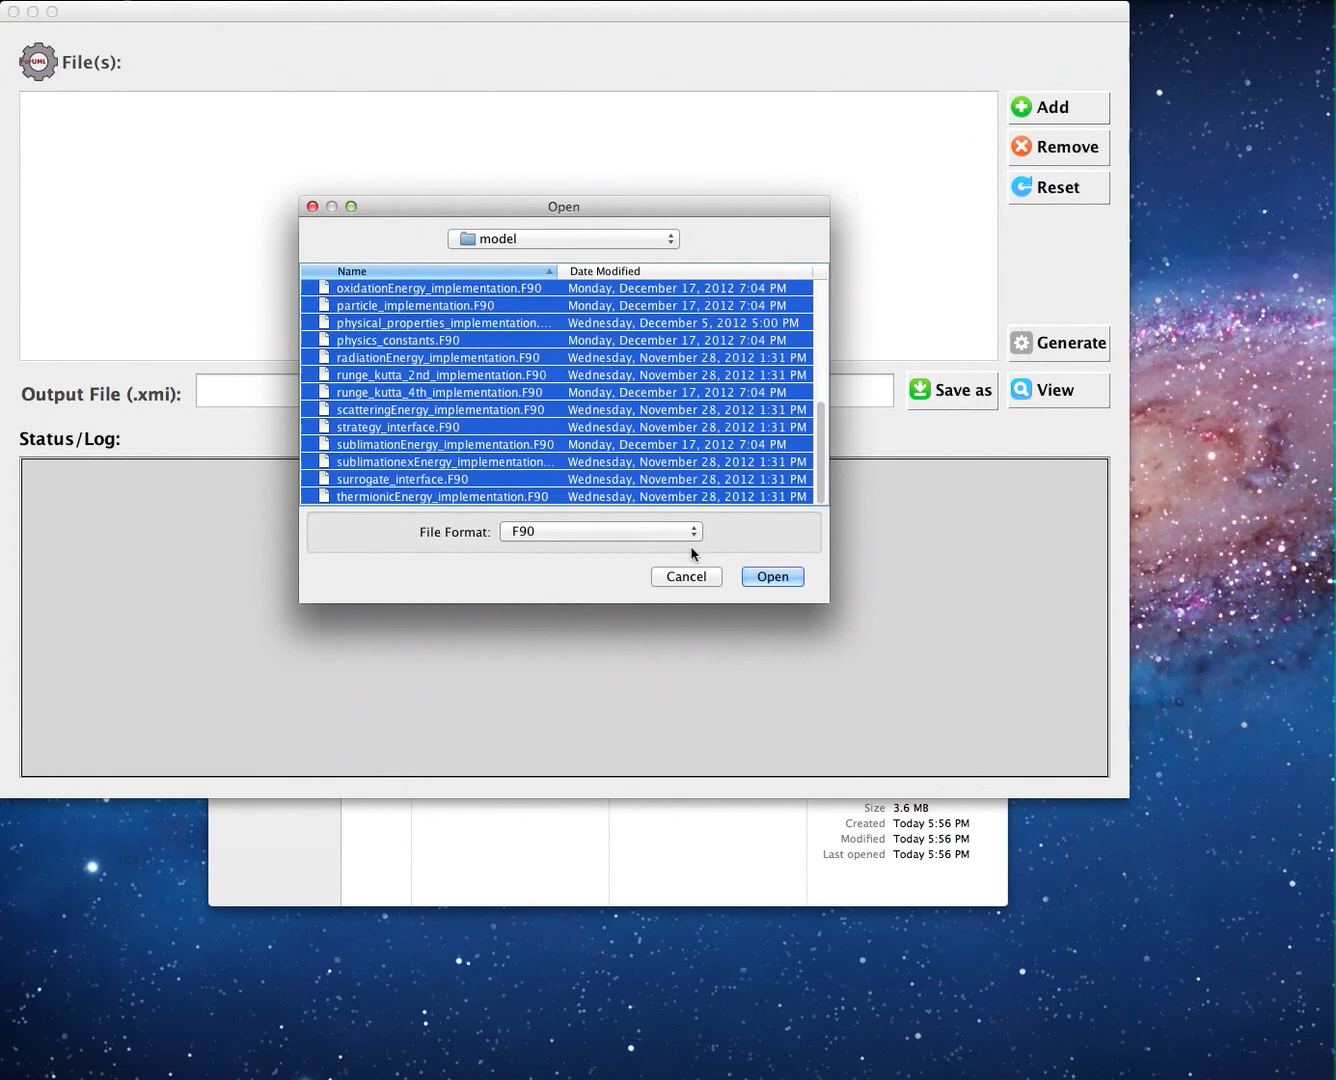 ForUML File(s):
Add
Remove
Reset
Open
model
Name Date Modified
oxidationEnergy_implementation.F90 Monday, December 17, 2012 7:04 PM
particle_implementation.F90 Monday, December 17, 2012 7:04 PM
physical_properties_implementation.... Wednesday, December 5, 2012 5:00 PM
physics_constants.F90 Monday, December 17, 2012 7:04 PM
radiationEnergy_implementation.F90 Wednesday, November 28, 2012 1:31 PM
runge_kutta_2nd_implementation.F90 Wednesday, November 28, 2012 1:31 PM
runge_kutta_4th_implementation.F90 Monday, December 17, 2012 7:04 PM
scatteringEnergy_implementation.F90 Wednesday, November 28, 2012 1:31 PM
strategy_interface.F90 Wednesday, November 28, 2012 1:31 PM
sublimationEnergy_implementation.F90 Monday, December 17, 2012 7:04 PM
sublimationexEnergy_implementation... Wednesday, November 28, 2012 1:31 PM
surrogate_interface.F90 Wednesday, November 28, 2012 1:31 PM
thermionicEnergy_implementation.F90 Wednesday, November 28, 2012 1:31 PM
Generate
Output File (.xmi): Save as View
Status/Log:
File Format: F90
Cancel Open
Size 3.6 MB
Created Today 5:56 PM
Modified Today 5:56 PM
Last opened Today 5:56 PM